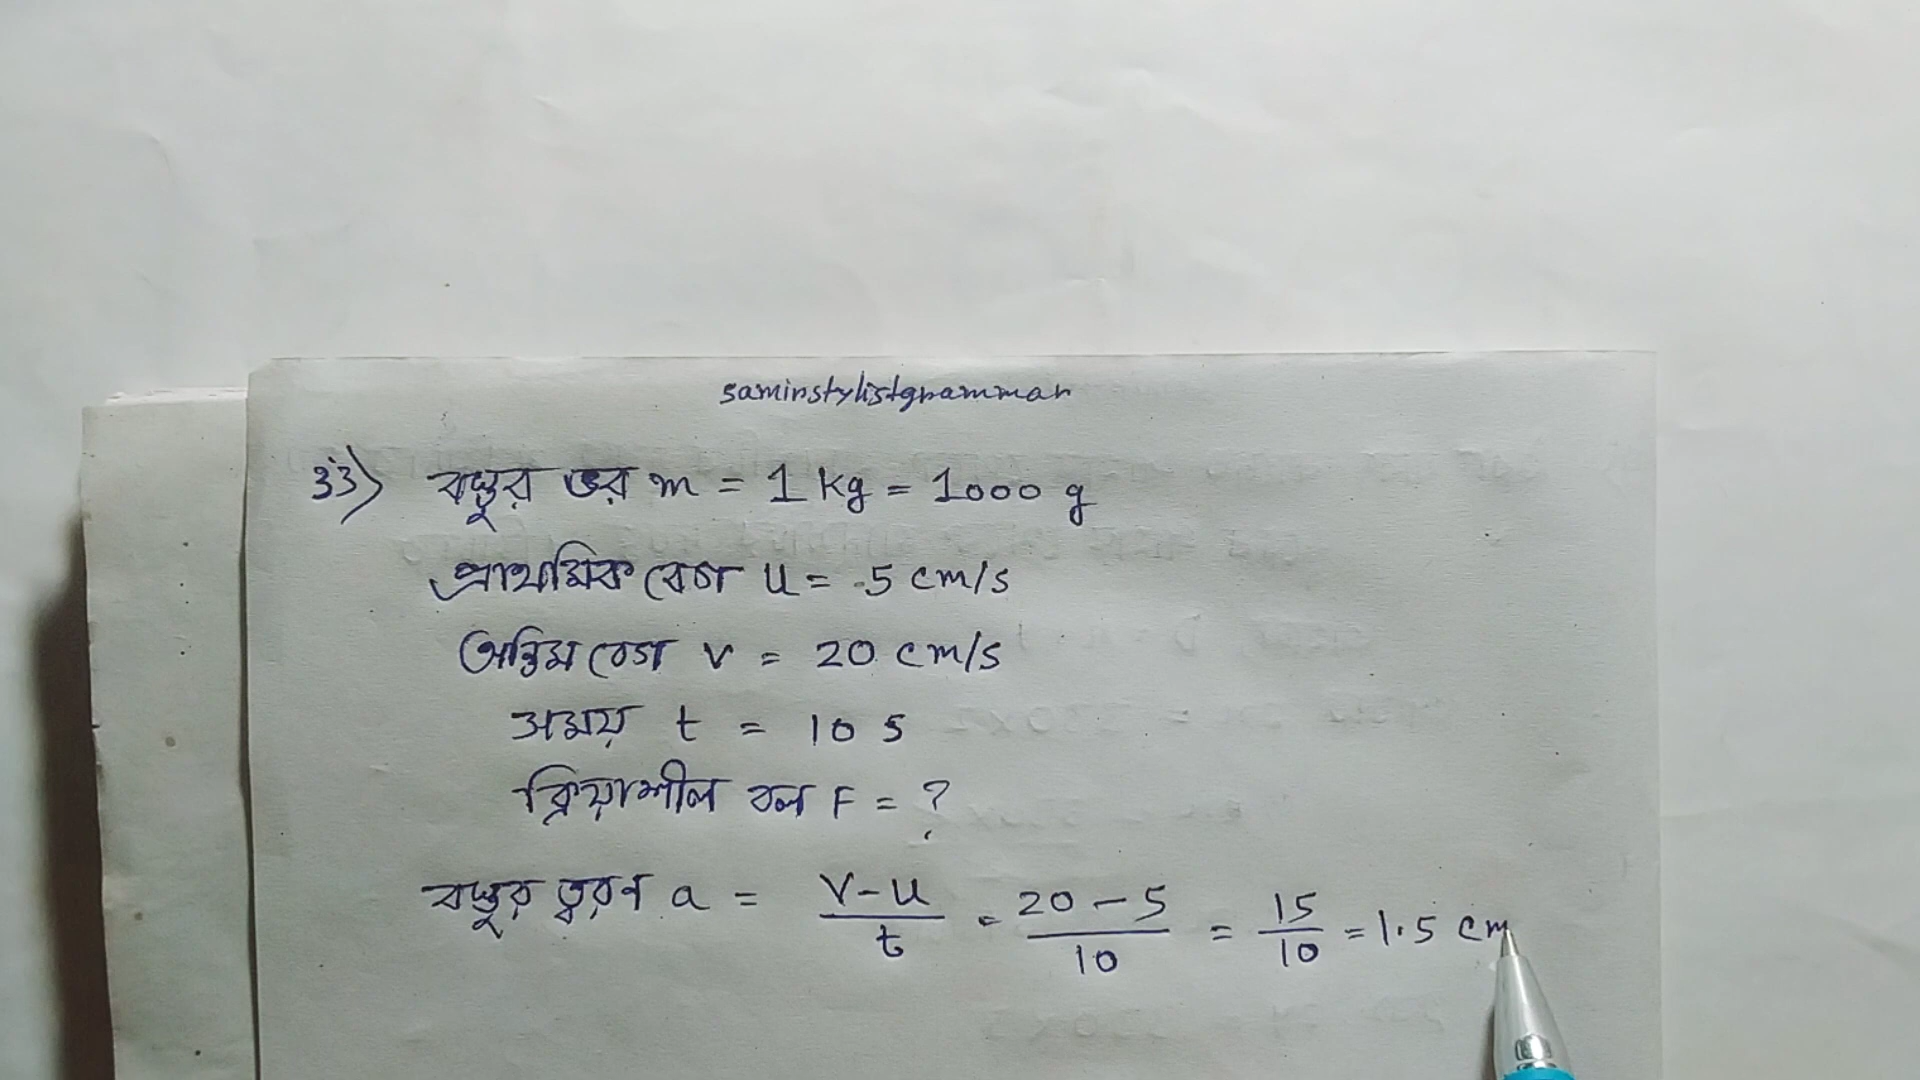 saminstylistgrammar
33) বস্তুর ভর m = 1 kg = 1000 g
প্রাথমিক বেগ u = 5 cm/s
অন্তিম বেগ v = 20 cm/s
সময় t = 10 s
ক্রিয়াশীল বল F = ?
বস্তুর ত্বরণ a = v-u/t = 20-5/10 = 15/10 = 1.5 cm